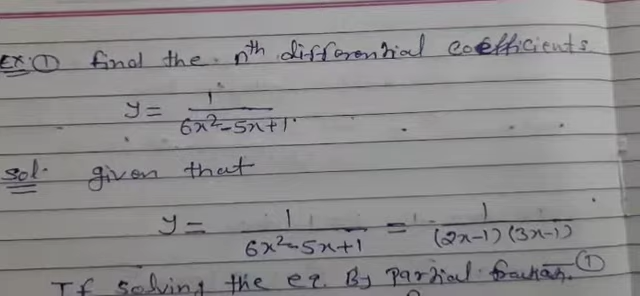 Ex:① find the nth differential coefficients
y = 1/(6x²-5x+1)
Sol. given that
y = 1/(6x²-5x+1) = 1/((2x-1)(3x-1))
If solving the eq. By partial fraction. ①